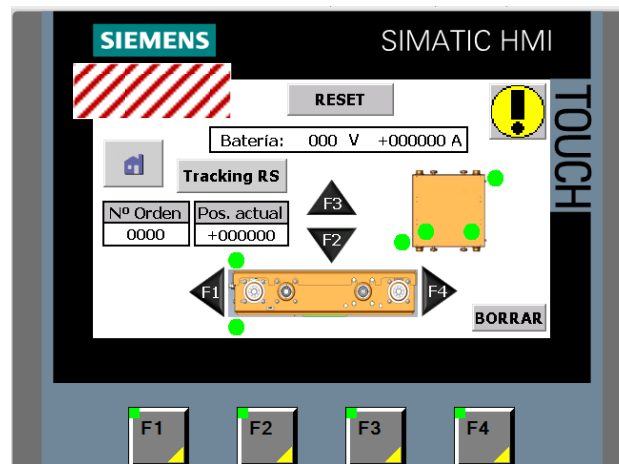 SIEMENS
SIMATIC HMI
TOUCH
RESET
Batería: 000 V +000000 A
Tracking RS
Nº Orden
Pos. actual
0000
+000000
F3
F2
F1
F4
BORRAR
F1
F2
F3
F4